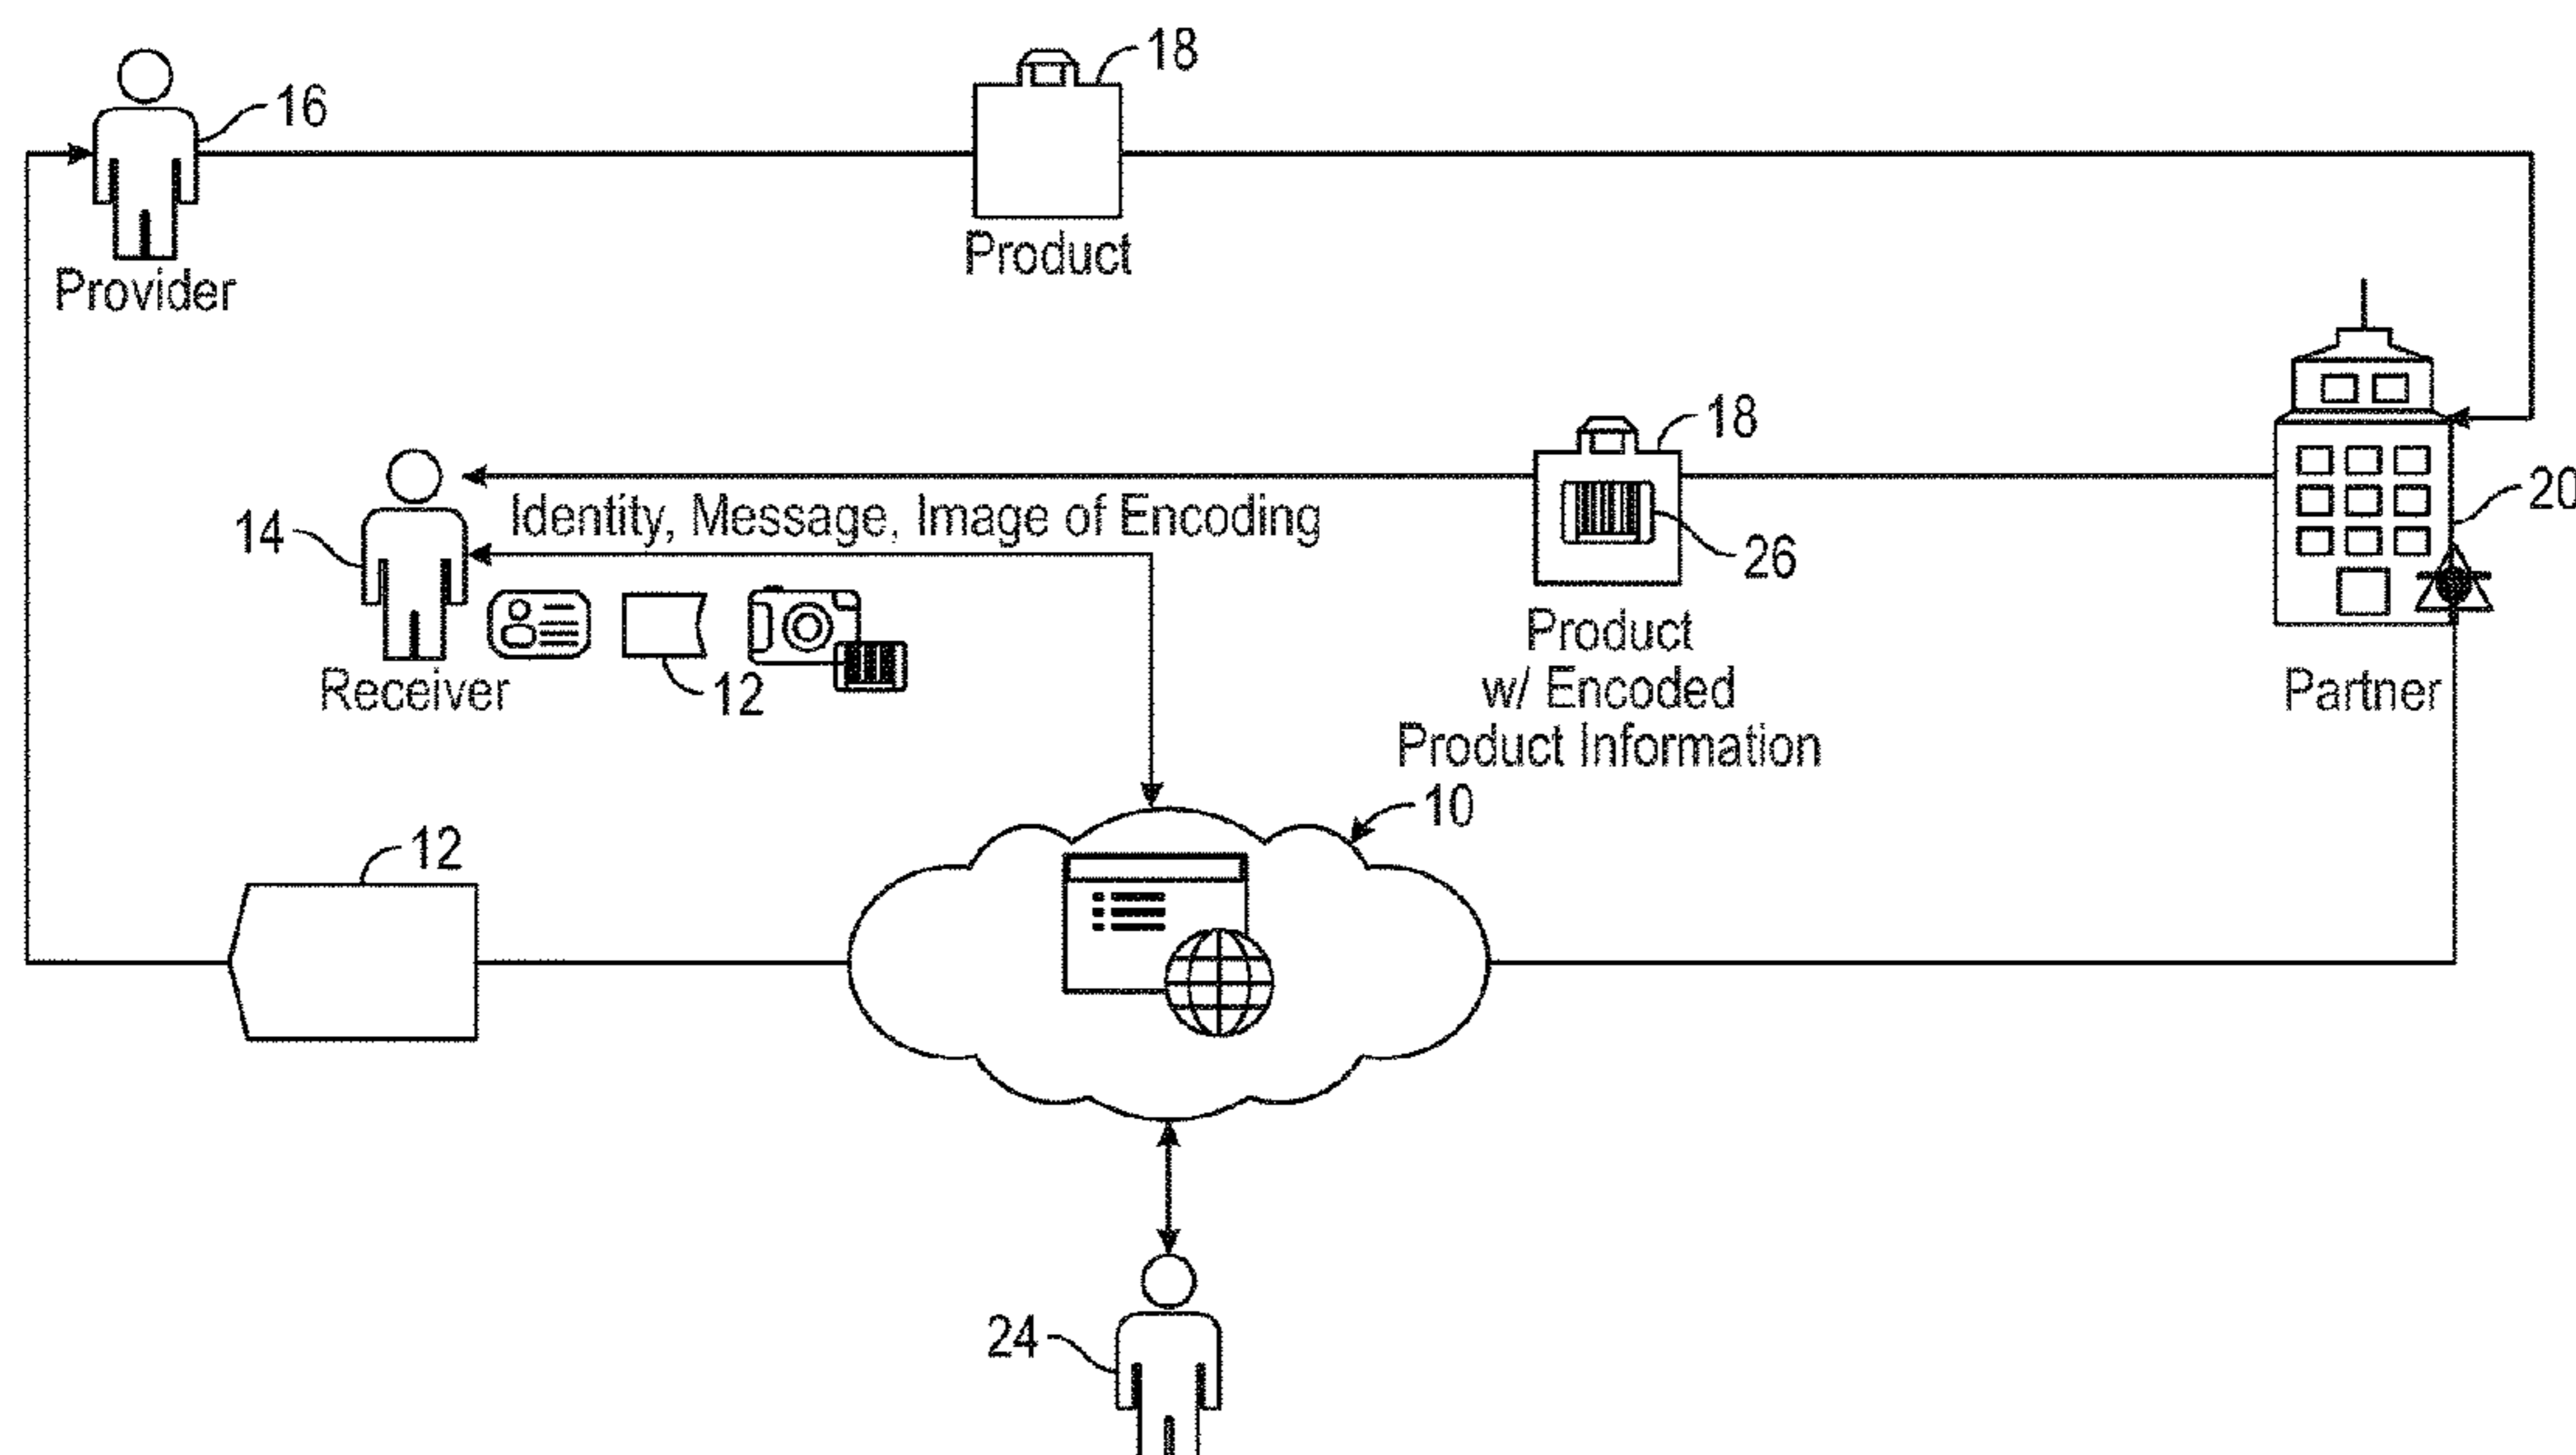 18
16
Product
Provider
18
20
Identity, Message, Image of Encoding
14
26
Product
w/ Encoded
Product Information
Receiver
12
Partner
10
12
24